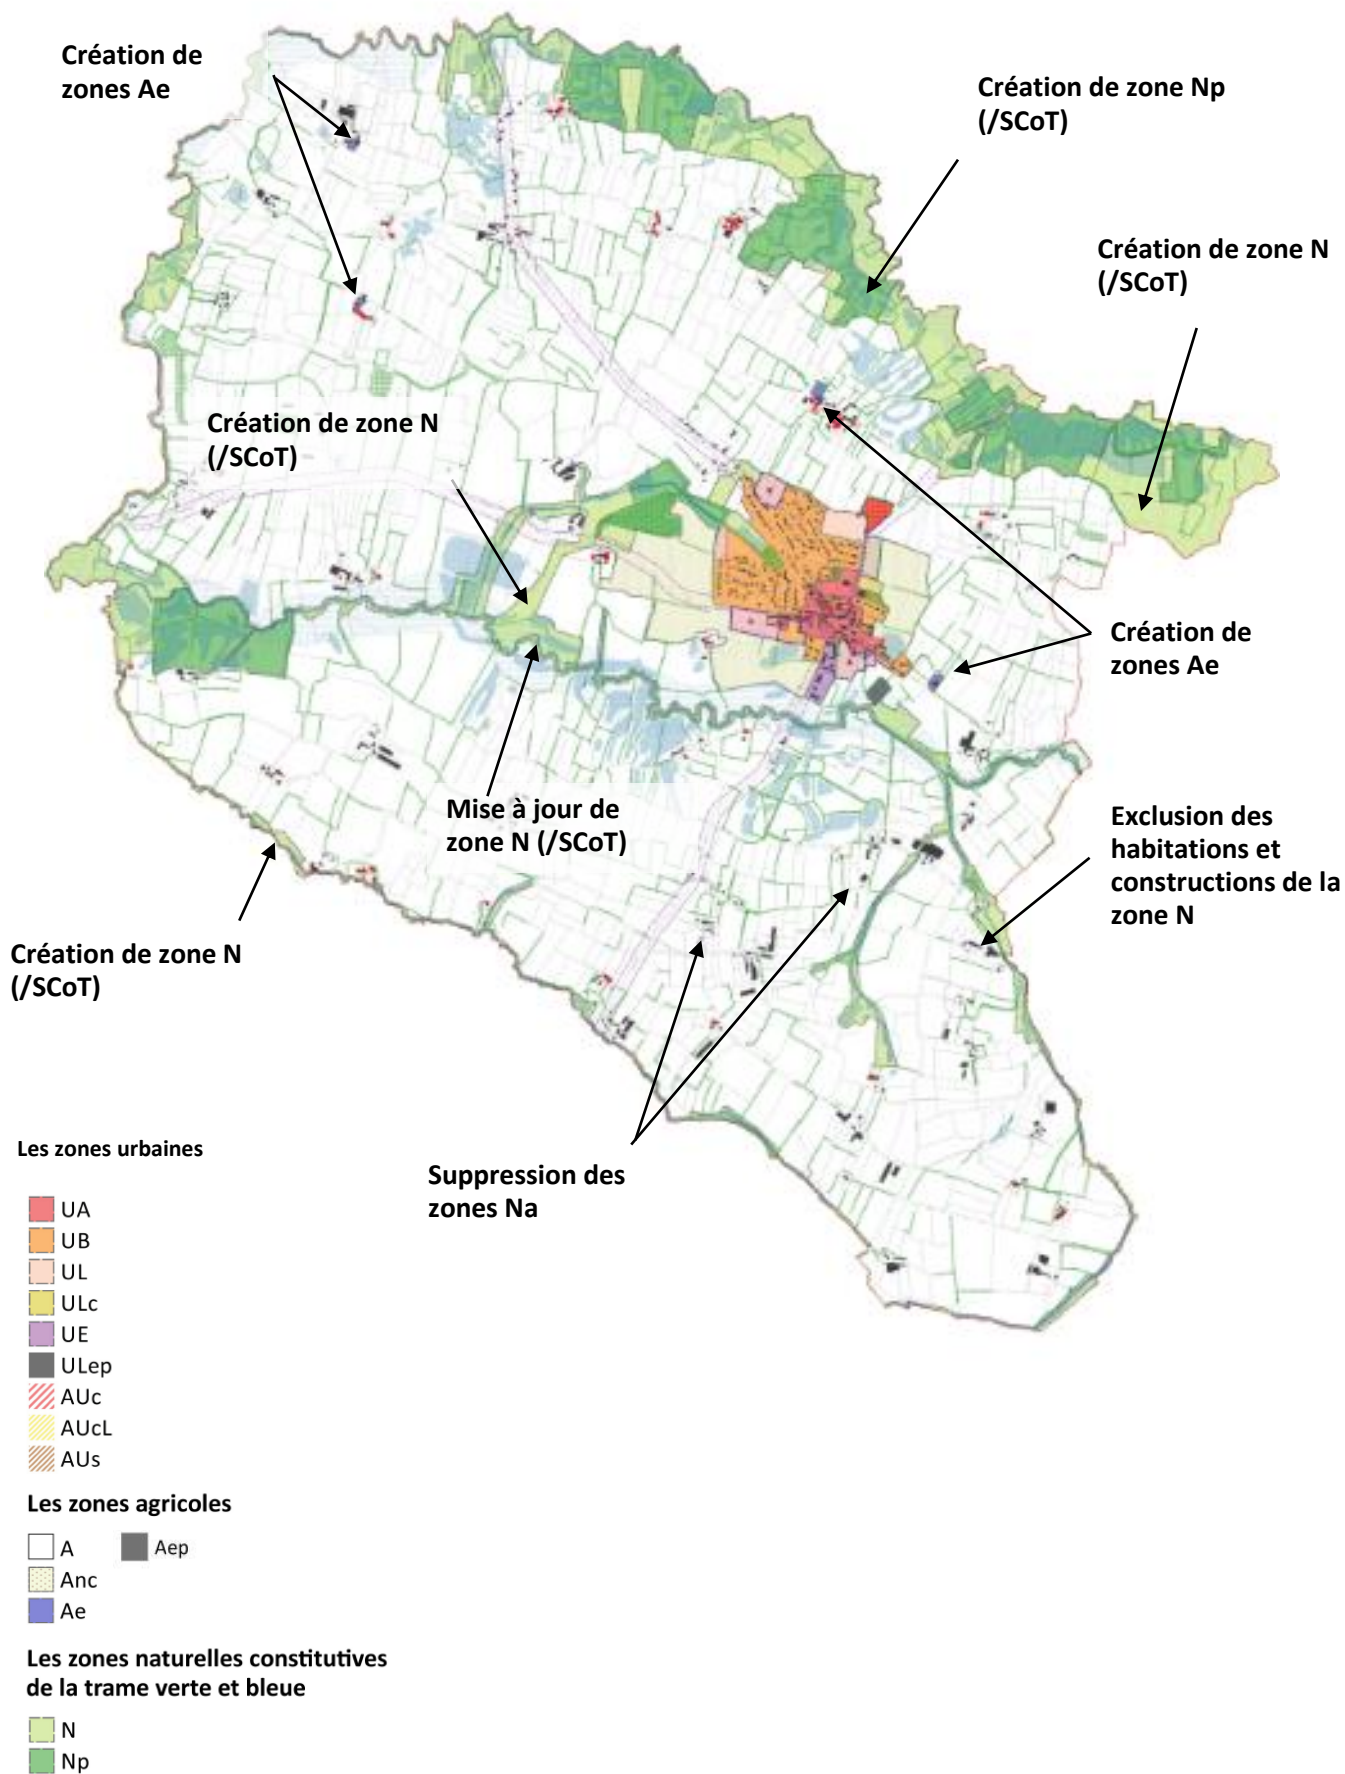 Création de
zones Ae
Création de zone Np
(/SCoT)
Création de zone N
(/SCoT)
Création de zone N
(/SCoT)
Création de
zones Ae
Mise à jour de
zone N (/SCoT)
Exclusion des
habitations et
constructions de la
zone N
Création de zone N
(/SCoT)
Suppression des
zones Na
Les zones urbaines
UA
UB
UL
ULc
UE
ULep
AUc
AUcL
AUs
Les zones agricoles
A
Aep
Anc
Ae
Les zones naturelles constitutives
de la trame verte et bleue
N
Np